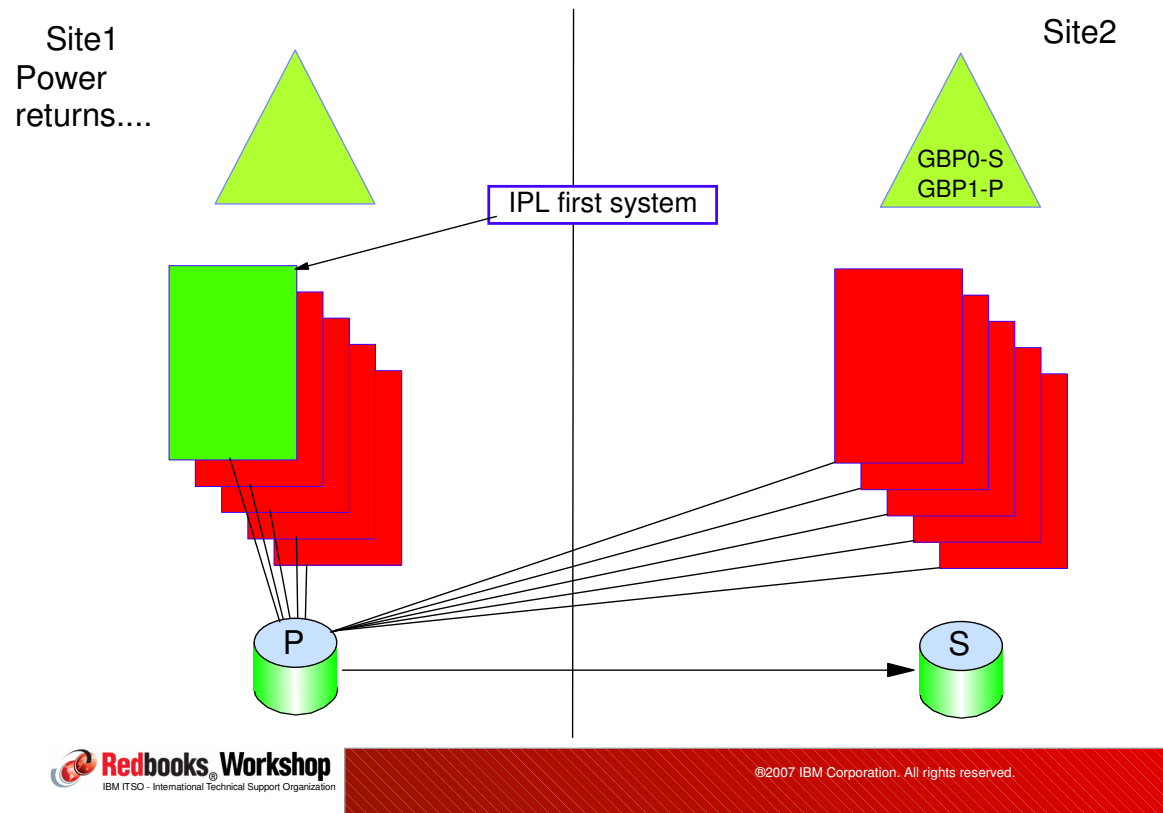 Site1
Power
returns....
Site2
GBP0-S
GBP1-P
IPL first system
P
S
Redbooks® Workshop
IBM ITSO - International Technical Support Organization
©2007 IBM Corporation. All rights reserved.